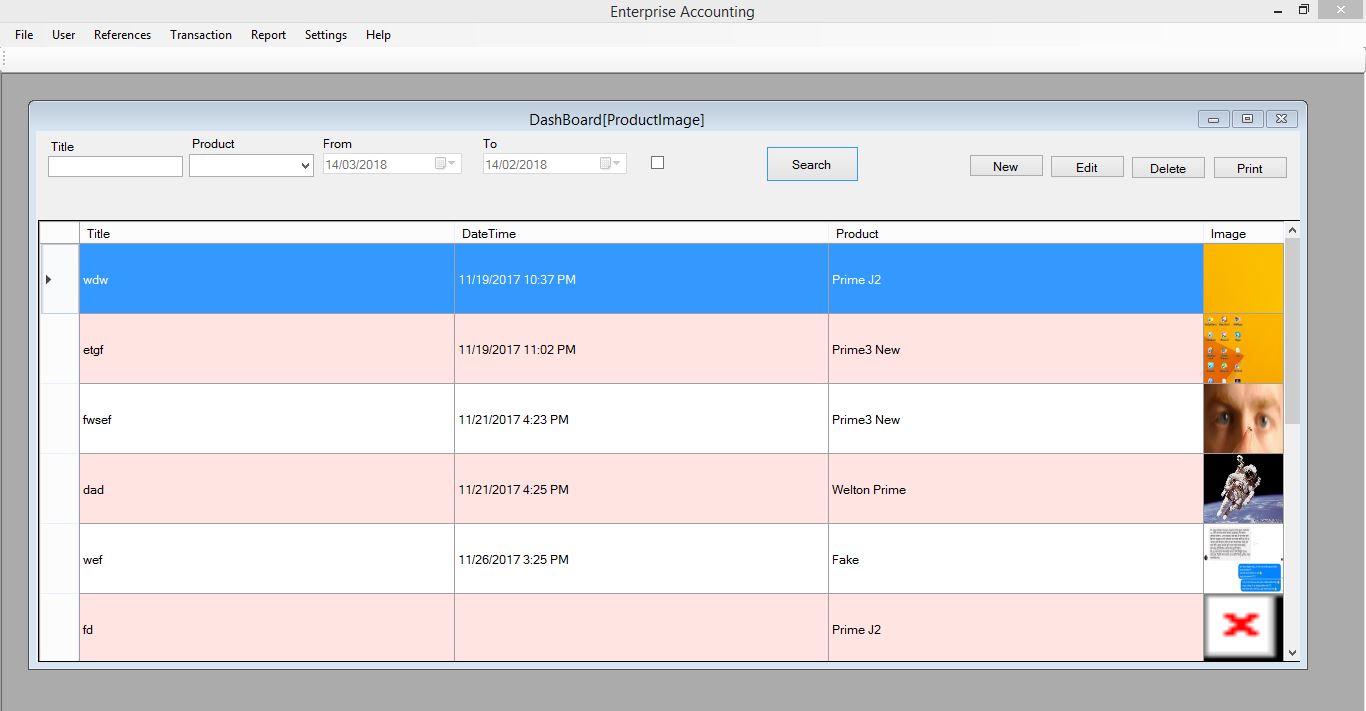 Enterprise Accounting
File User References Transaction Report Settings Help
DashBoard[ProductImage]
Title Product From To
14/03/2018 14/02/2018 Search New Edit Delete Print
Title DateTime Product Image
wdw 11/19/2017 10:37 PM Prime J2
etgf 11/19/2017 11:02 PM Prime3 New
fwsef 11/21/2017 4:23 PM Prime3 New
dad 11/21/2017 4:25 PM Welton Prime
wef 11/26/2017 3:25 PM Fake
fd Prime J2